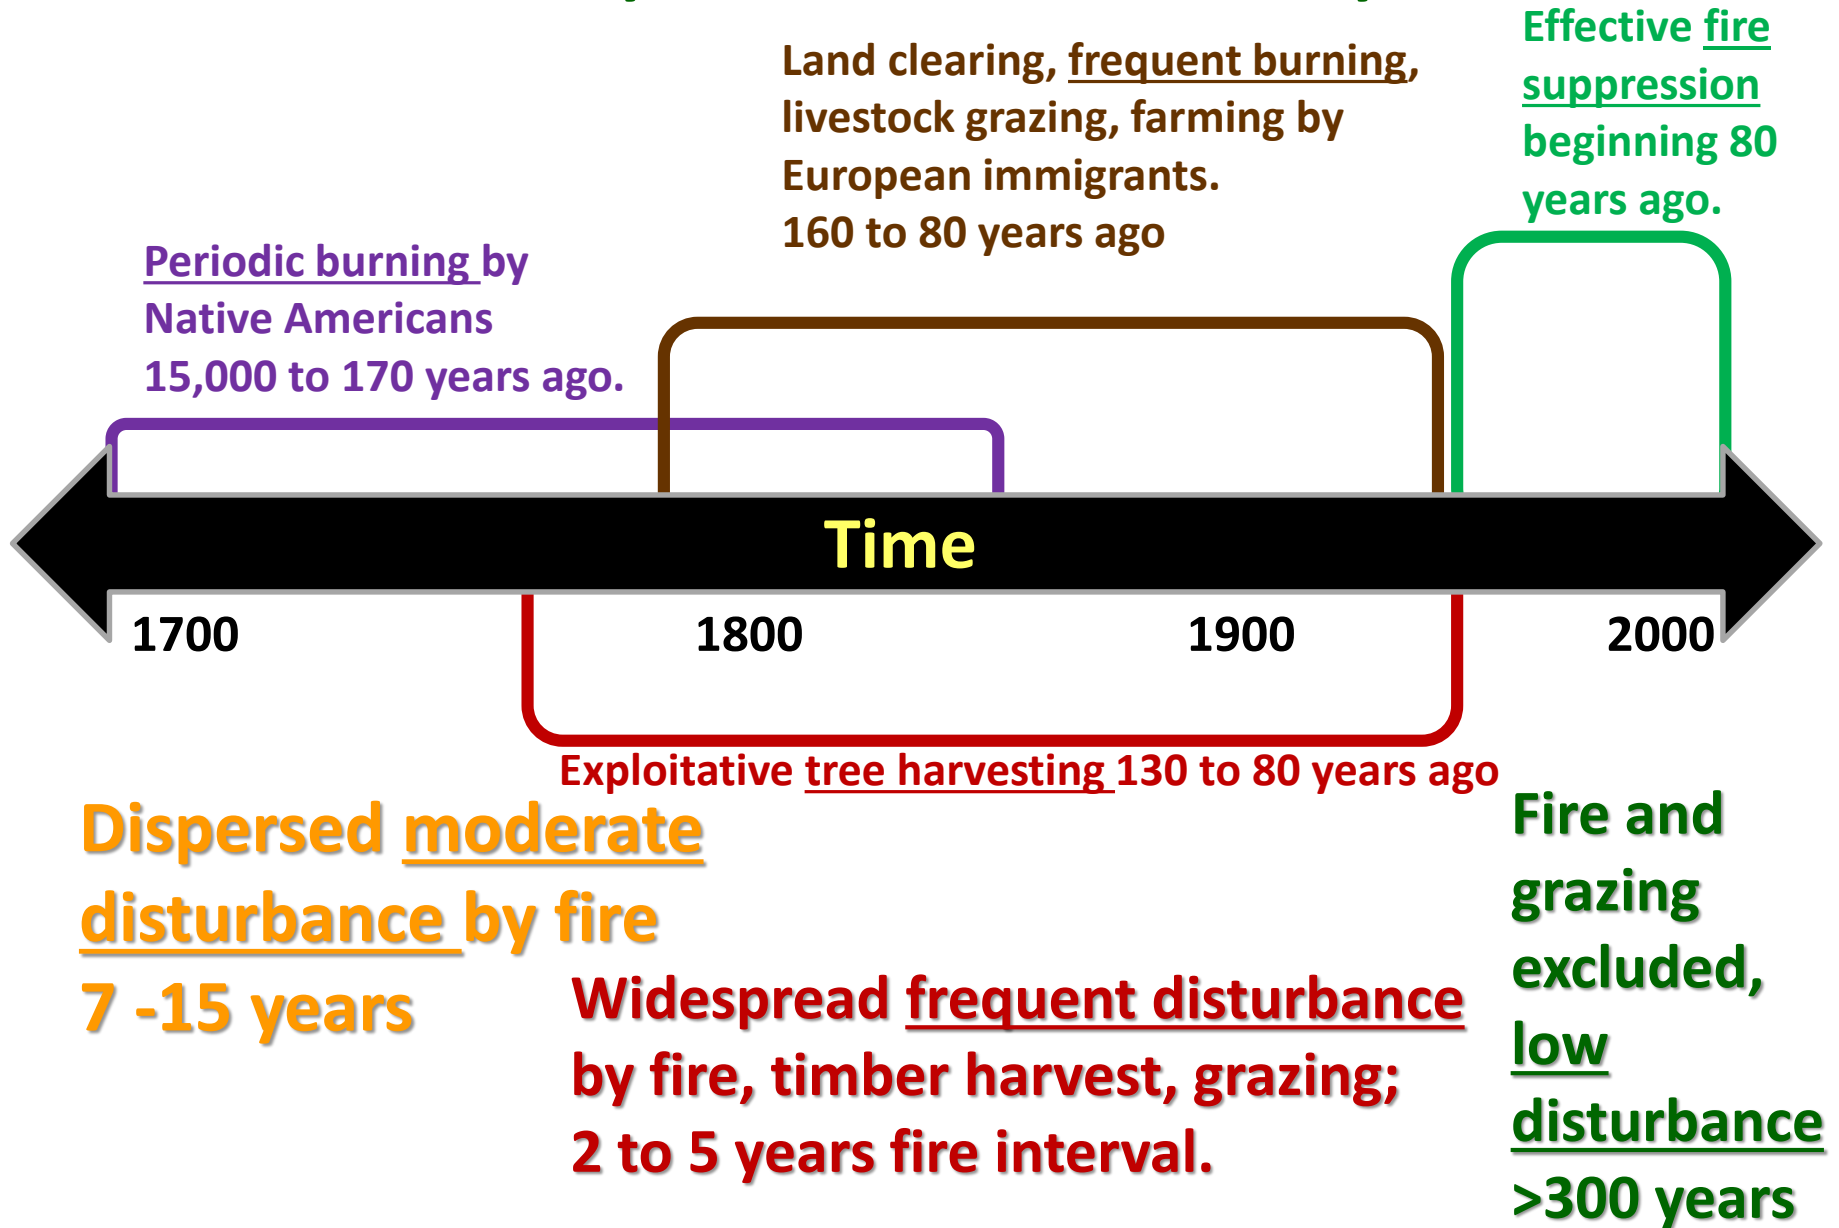 Effective fire
suppression
beginning 80
years ago.
Land clearing, frequent burning,
livestock grazing, farming by
European immigrants.
160 to 80 years ago
Periodic burning by
Native Americans
15,000 to 170 years ago.
Time
1700 1800 1900 2000
Exploitative tree harvesting 130 to 80 years ago
Dispersed moderate
disturbance by fire
7 -15 years
Widespread frequent disturbance
by fire, timber harvest, grazing;
2 to 5 years fire interval.
Fire and
grazing
excluded,
low
disturbance
>300 years